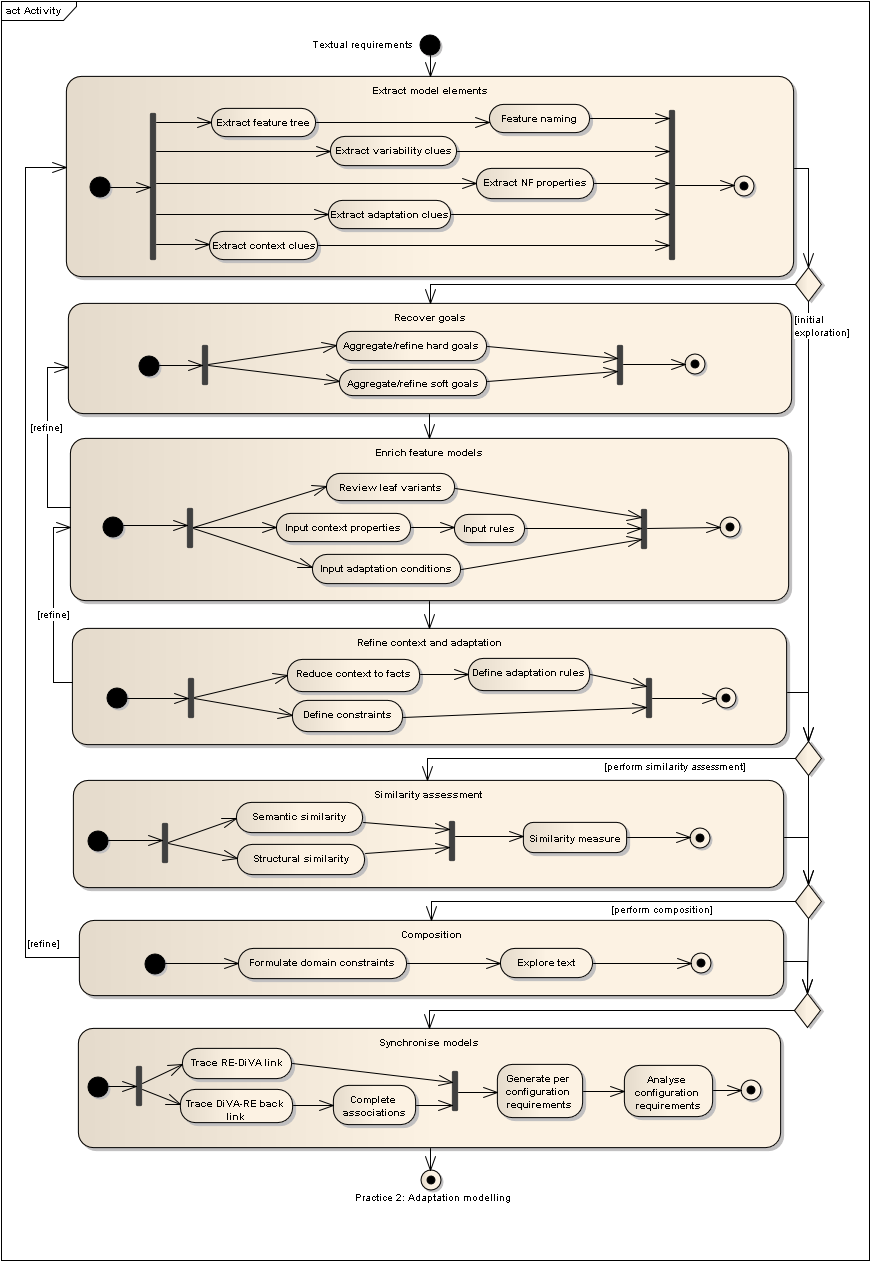 act Activity
Textual requirements
Extract model elements
Extract feature tree
Feature naming
Extract variability clues
Extract NF properties
Extract adaptation clues
Extract context clues
[initial
exploration]
Recover goals
Aggregate/refine hard goals
Aggregate/refine soft goals
[refine]
Enrich feature models
Review leaf variants
Input context properties
Input rules
Input adaptation conditions
[refine]
Refine context and adaptation
Reduce context to facts
Define adaptation rules
Define constraints
[perform similarity assessment]
Similarity assessment
Semantic similarity
Structural similarity
Similarity measure
[perform composition]
[refine]
Composition
Formulate domain constraints
Explore text
Synchronise models
Trace RE-DiVA link
Trace DiVA-RE back
link
Complete
associations
Generate per
configuration
requirements
Analyse
configuration
requirements
Practice 2: Adaptation modelling